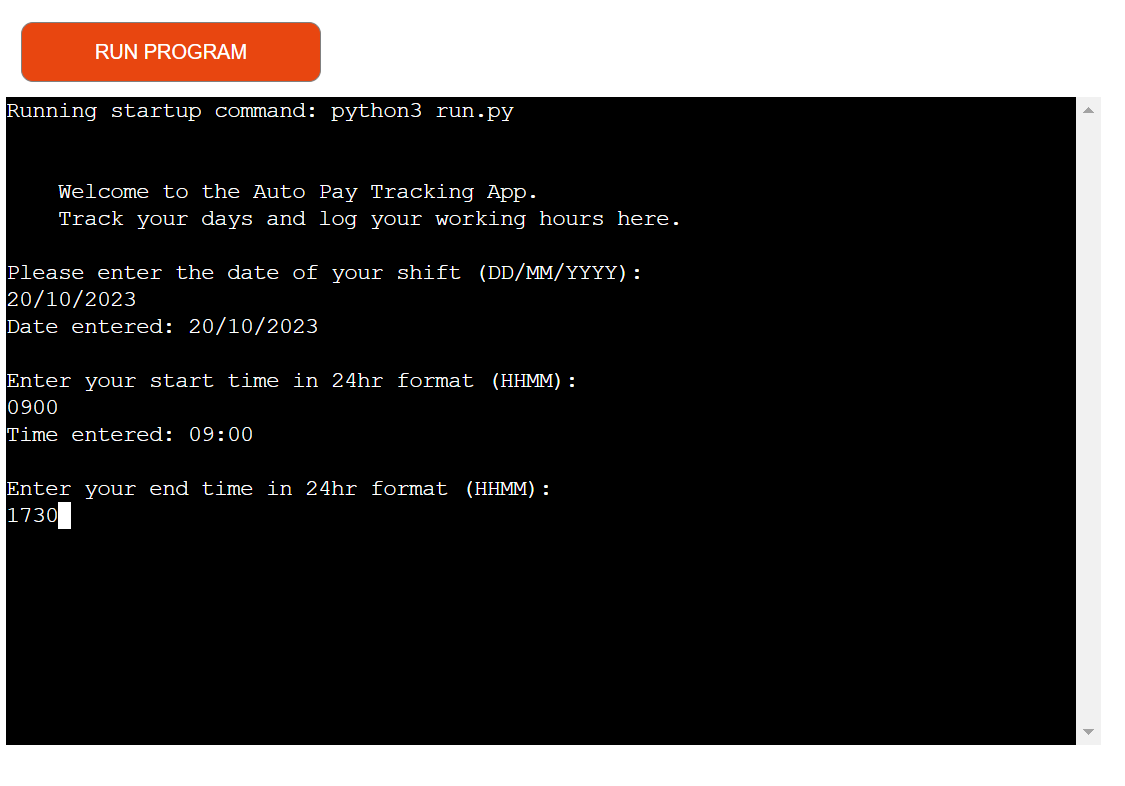 RUN PROGRAM
Running startup command: python3 run.py
Welcome to the Auto Pay Tracking App.
Track your days and log your working hours here.
Please enter the date of your shift (DD/MM/YYYY):
20/10/2023
Date entered: 20/10/2023
Enter your start time in 24hr format (HHMM):
0900
Time entered: 09:00
Enter your end time in 24hr format (HHMM):
1730